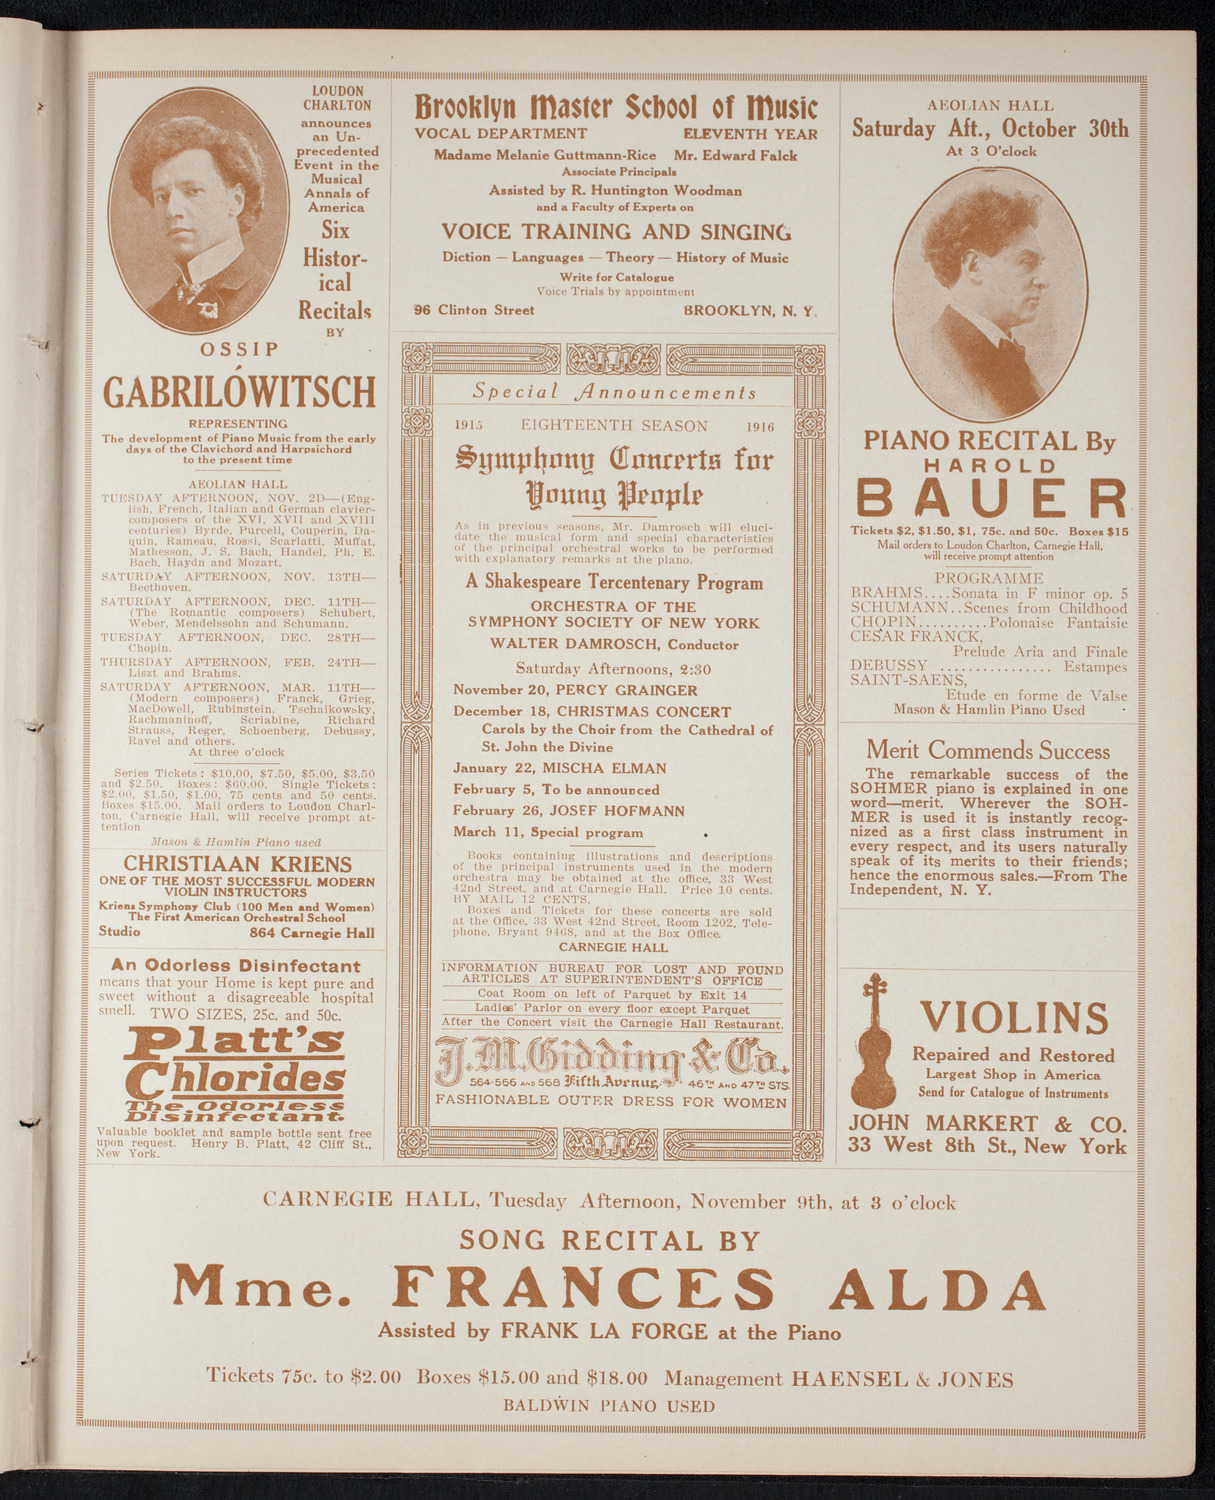 LOUDON
CHARLTON
announces
an Un-
precedented
Event in the
Musical
Annals of
America
Six
Histor-
ical
Recitals
BY
OSSIP
GABRILÓWITSCH
REPRESENTING
The development of Piano Music from the early
days of the Clavichord and Harpsichord
to the present time
AEOLIAN HALL
TUESDAY AFTERNOON, NOV. 2D—(Eng-
lish, French, Italian and German clavier-
composers of the XVI, XVII and XVIII
centuries) Byrde, Purcell, Couperin, Da-
quin, Rameau, Rossi, Scarlatti, Muffat,
Matheson, J. S. Bach, Handel, Ph. E.
Bach, Haydn and Mozart.
SATURDAY AFTERNOON, NOV. 13TH—
Beethoven.
SATURDAY AFTERNOON, DEC. 11TH—
(The Romantic composers) Schubert,
Weber, Mendelssohn and Schumann.
TUESDAY AFTERNOON, DEC. 28TH—
Chopin.
THURSDAY AFTERNOON, FEB. 24TH—
Liszt and Brahms.
SATURDAY AFTERNOON, MAR. 11TH—
(Modern composers) Franck, Grieg,
MacDowell, Rubinstein, Tschaikowsky,
Rachmaninoff, Scriabine, Richard
Strauss, Reger, Schoenberg, Debussy,
Ravel and others.
At three o'clock
Series Tickets: $10.00, $7.50, $5.00, $3.50
and $2.50. Boxes: $60.00. Single Tickets:
$2.00, $1.50, $1.00, 75 cents and 50 cents.
Boxes $15.00. Mail orders to Loudon Charl-
ton, Carnegie Hall, will receive prompt at-
tention.
Mason & Hamlin Piano used
CHRISTIAAN KRIENS
ONE OF THE MOST SUCCESSFUL MODERN
VIOLIN INSTRUCTORS
Kriens Symphony Club (100 Men and Women)
The First American Orchestral School
Studio 864 Carnegie Hall
An Odorless Disinfectant
means that your Home is kept pure and
sweet without a disagreeable hospital
smell. TWO SIZES, 25c. and 50c.
Platt's
Chlorides
The Odorless
Disinfectant.
Valuable booklet and sample bottle sent free
upon request. Henry B. Platt, 42 Cliff St.,
New York.
Brooklyn Master School of Music
VOCAL DEPARTMENT ELEVENTH YEAR
Madame Melanie Guttmann-Rice Mr. Edward Falck
Associate Principals
Assisted by R. Huntington Woodman
and a Faculty of Experts on
VOICE TRAINING AND SINGING
Diction — Languages — Theory — History of Music
Write for Catalogue
Voice Trials by appointment
96 Clinton Street BROOKLYN, N. Y.
Special Announcements
1915 EIGHTEENTH SEASON 1916
Symphony Concerts for
Young People
As in previous seasons, Mr. Damrosch will eluci-
date the musical form and special characteristics
of the principal orchestral works to be performed
with explanatory remarks at the piano.
A Shakespeare Tercentenary Program
ORCHESTRA OF THE
SYMPHONY SOCIETY OF NEW YORK
WALTER DAMROSCH, Conductor
Saturday Afternoons, 2:30
November 20, PERCY GRAINGER
December 18, CHRISTMAS CONCERT
Carols by the Choir from the Cathedral of
St. John the Divine
January 22, MISCHA ELMAN
February 5, To be announced
February 26, JOSEF HOFMANN
March 11, Special program
Books containing illustrations and descriptions
of the principal instruments used in the modern
orchestra may be obtained at the office, 33 West
42nd Street, and at Carnegie Hall. Price 10 cents.
BY MAIL 12 CENTS.
Boxes and Tickets for these concerts are sold
at the Office, 33 West 42nd Street, Room 1202, Tele-
phone, Bryant 9468, and at the Box Office.
CARNEGIE HALL
INFORMATION BUREAU FOR LOST AND FOUND
ARTICLES AT SUPERINTENDENT'S OFFICE
Coat Room on left of Parquet by Exit 14
Ladies' Parlor on every floor except Parquet
After the Concert visit the Carnegie Hall Restaurant.
J.M. Gidding & Co.
564-566 AND 568 Fifth Avenue, 46TH AND 47TH STS.
FASHIONABLE OUTER DRESS FOR WOMEN
AEOLIAN HALL
Saturday Aft., October 30th
At 3 O'clock
PIANO RECITAL By
HAROLD
BAUER
Tickets $2, $1.50, $1, 75c. and 50c. Boxes $15
Mail orders to Loudon Charlton, Carnegie Hall,
will receive prompt attention
PROGRAMME
BRAHMS....Sonata in F minor op. 5
SCHUMANN..Scenes from Childhood
CHOPIN..........Polonaise Fantaisie
CESAR FRANCK,
Prelude Aria and Finale
DEBUSSY ................ Estampes
SAINT-SAENS,
Etude en forme de Valse
Mason & Hamlin Piano Used
Merit Commends Success
The remarkable success of the
SOHMER piano is explained in one
word—merit. Wherever the SOH-
MER is used it is instantly recog-
nized as a first class instrument in
every respect, and its users naturally
speak of its merits to their friends;
hence the enormous sales.—From The
Independent, N. Y.
VIOLINS
Repaired and Restored
Largest Shop in America
Send for Catalogue of Instruments
JOHN MARKERT & CO.
33 West 8th St., New York
CARNEGIE HALL, Tuesday Afternoon, November 9th, at 3 o'clock
SONG RECITAL BY
Mme. FRANCES ALDA
Assisted by FRANK LA FORGE at the Piano
Tickets 75c. to $2.00 Boxes $15.00 and $18.00 Management HAENSEL & JONES
BALDWIN PIANO USED